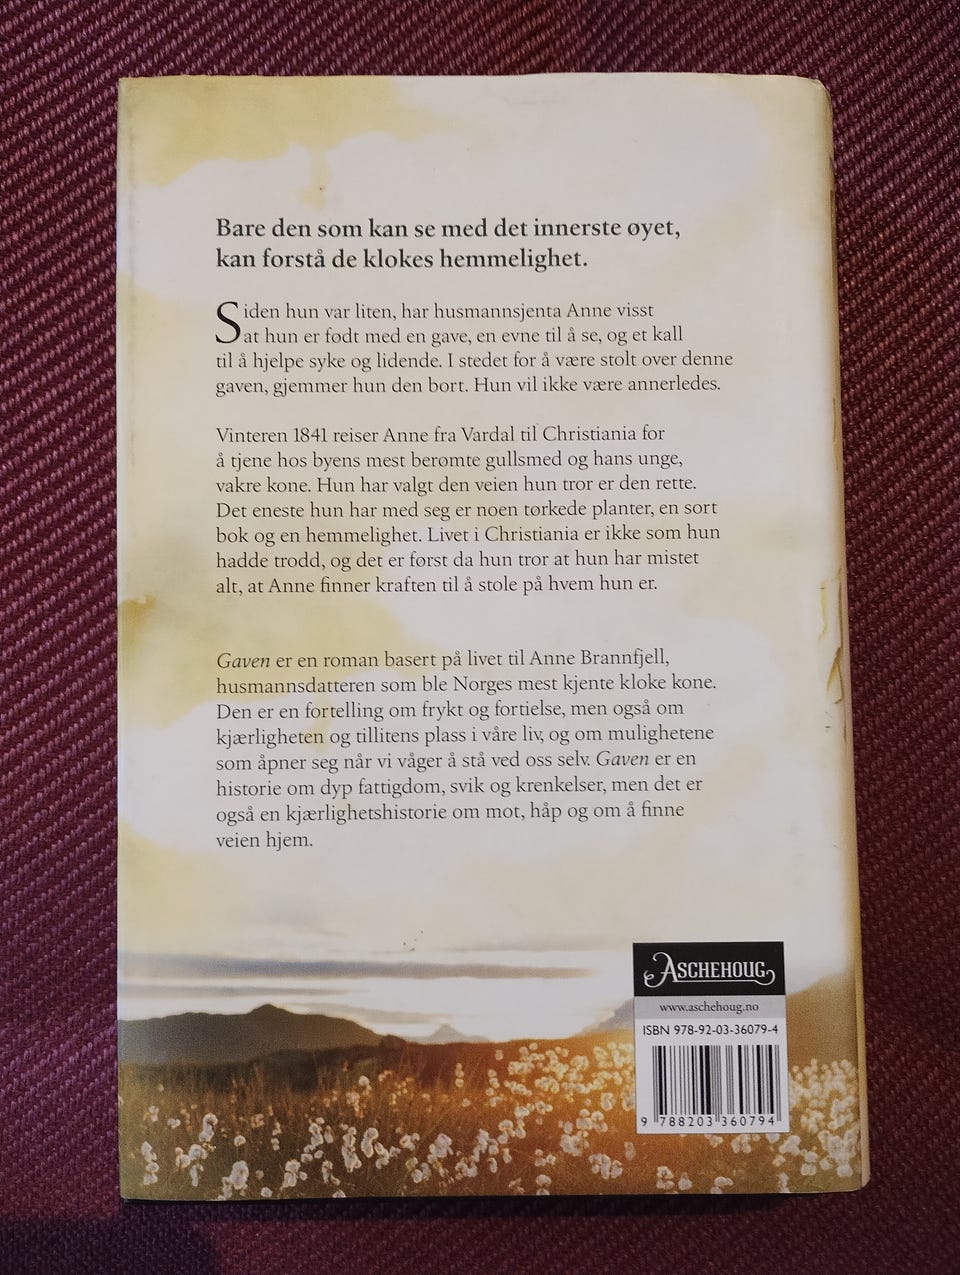 Bare den som kan se med det innerste øyet,
kan forstå de klokes hemmelighet.
Siden hun var liten, har husmannsjenta Anne visst
at hun er født med en gave, en evne til å se, og et kall
til å hjelpe syke og lidende. I stedet for å være stolt over denne
gaven, gjemmer hun den bort. Hun vil ikke være annerledes.
Vinteren 1841 reiser Anne fra Vardal til Christiania for
å tjene hos byens mest berømte gullsmed og hans unge,
vakre kone. Hun har valgt den veien hun tror er den rette.
Det eneste hun har med seg er noen tørkede planter, en sort
bok og en hemmelighet. Livet i Christiania er ikke som hun
hadde trodd, og det er først da hun tror at hun har mistet
alt, at Anne finner kraften til å stole på hvem hun er.
Gaven er en roman basert på livet til Anne Brannfjell,
husmannsdatteren som ble Norges mest kjente kloke kone.
Den er en fortelling om frykt og fortielse, men også om
kjærligheten og tillitens plass i våre liv, og om mulighetene
som åpner seg når vi våger å stå ved oss selv. Gaven er en
historie om dyp fattigdom, svik og krenkelser, men det er
også en kjærlighetshistorie om mot, håp og om å finne
veien hjem.
ASCHEHOUG
www.aschehoug.no
ISBN 978-92-03-36079-4
9 788203 360794